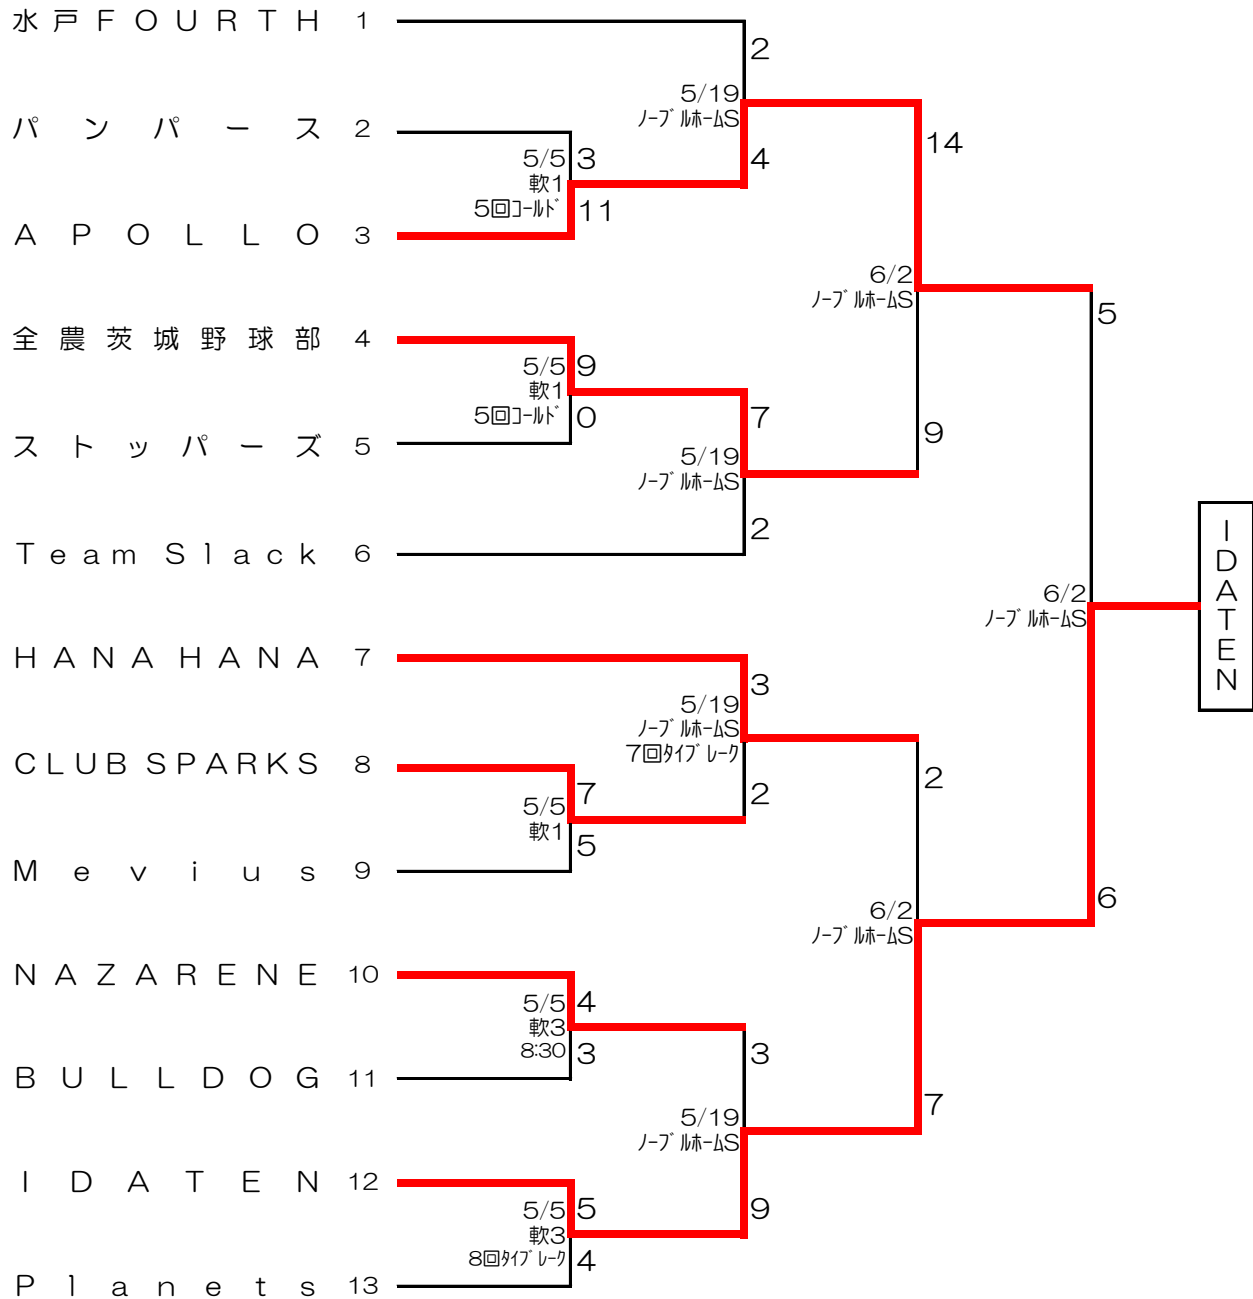 水戸FOURTH 1
2
5/19
ノーブルホームS
パンパース 2
14
4
5/5 3
軟1
5回コールド 11
APOLLO 3
6/2
ノーブルホームS
5
全農茨城野球部 4
5/5 9
軟1
5回コールド 0
7
9
ストッパーズ 5
5/19
ノーブルホームS
2
Team Slack 6
IDATEN
6/2
ノーブルホームS
HANAHANA 7
3
5/19
ノーブルホームS
7回タイブレーク
CLUB SPARKS 8
2
7
2
5/5
軟1
5
Mevius 9
6
6/2
ノーブルホームS
NAZARENE 10
5/5 4
軟3
8:30 3
3
BULLDOG 11
7
5/19
ノーブルホームS
IDATEN 12
5/5 5
9
軟3
8回タイブレーク 4
Planets 13